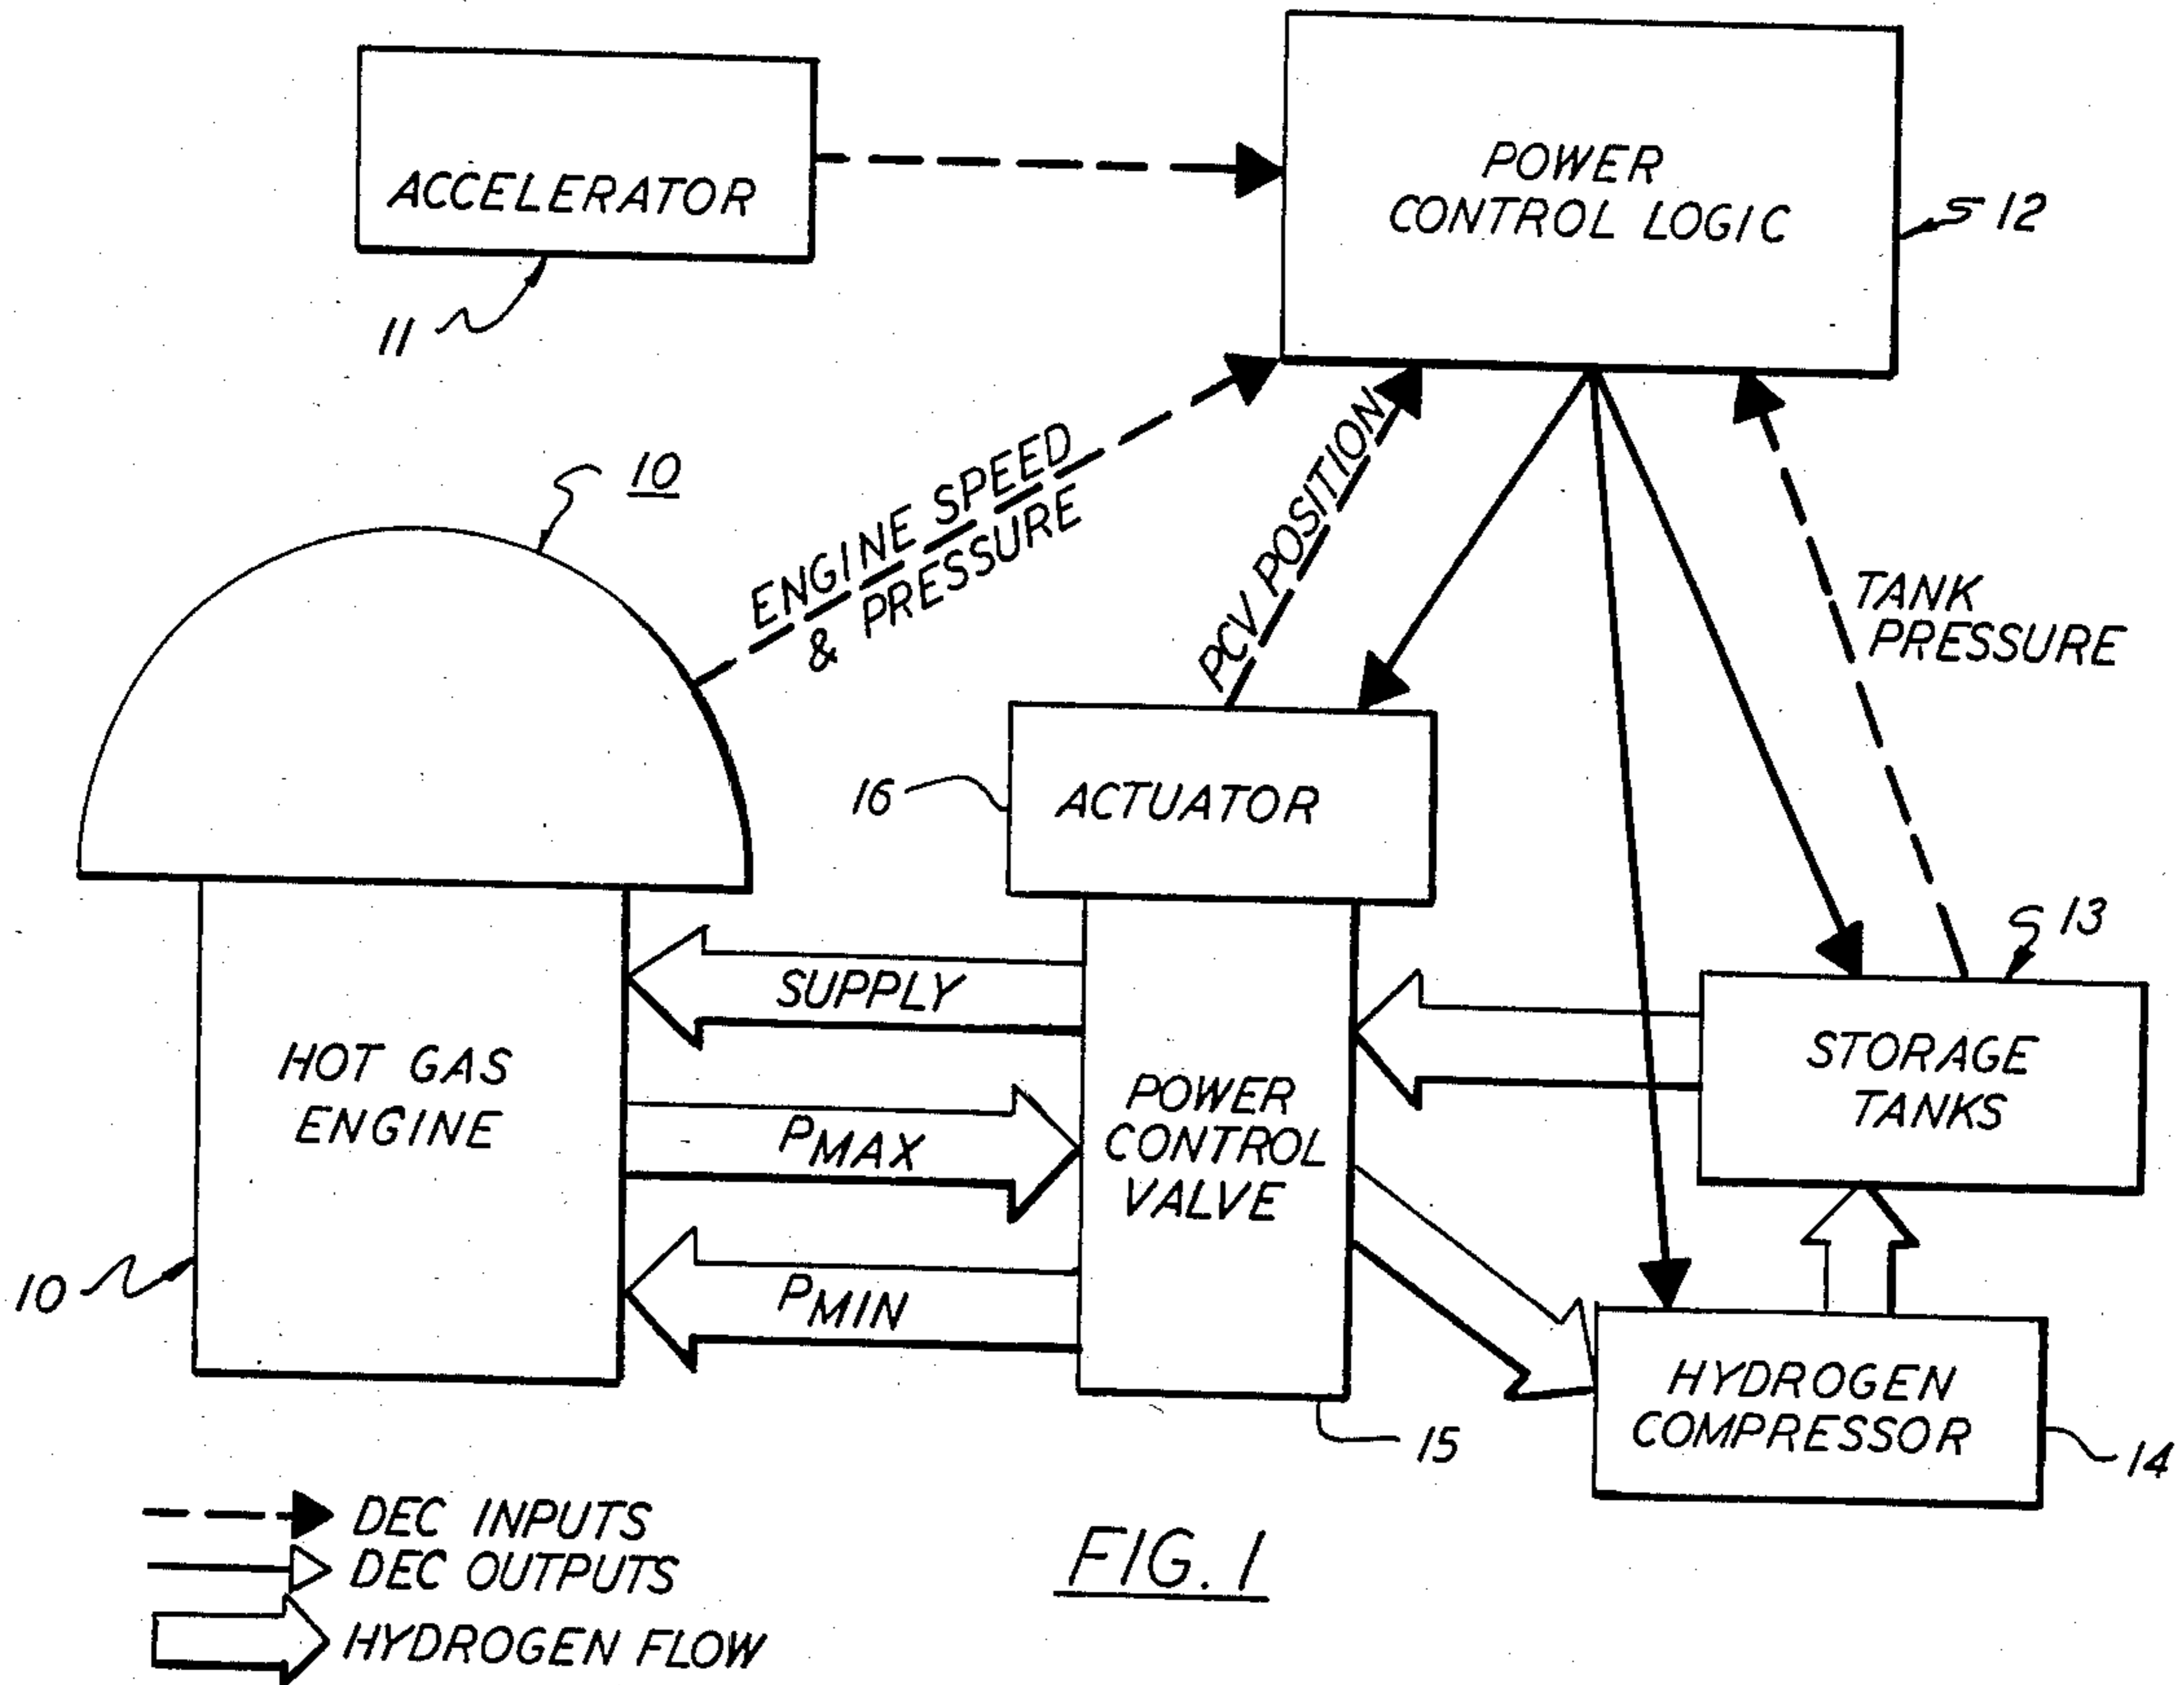 ACCELERATOR
11
POWER
CONTROL LOGIC
12
10
ENGINE SPEED
& PRESSURE
PCV POSITION
TANK
PRESSURE
16
ACTUATOR
13
SUPPLY
HOT GAS
ENGINE
PMAX
PMIN
POWER
CONTROL
VALVE
STORAGE
TANKS
10
HYDROGEN
COMPRESSOR
15
14
DEC INPUTS
DEC OUTPUTS
HYDROGEN FLOW
FIG. 1